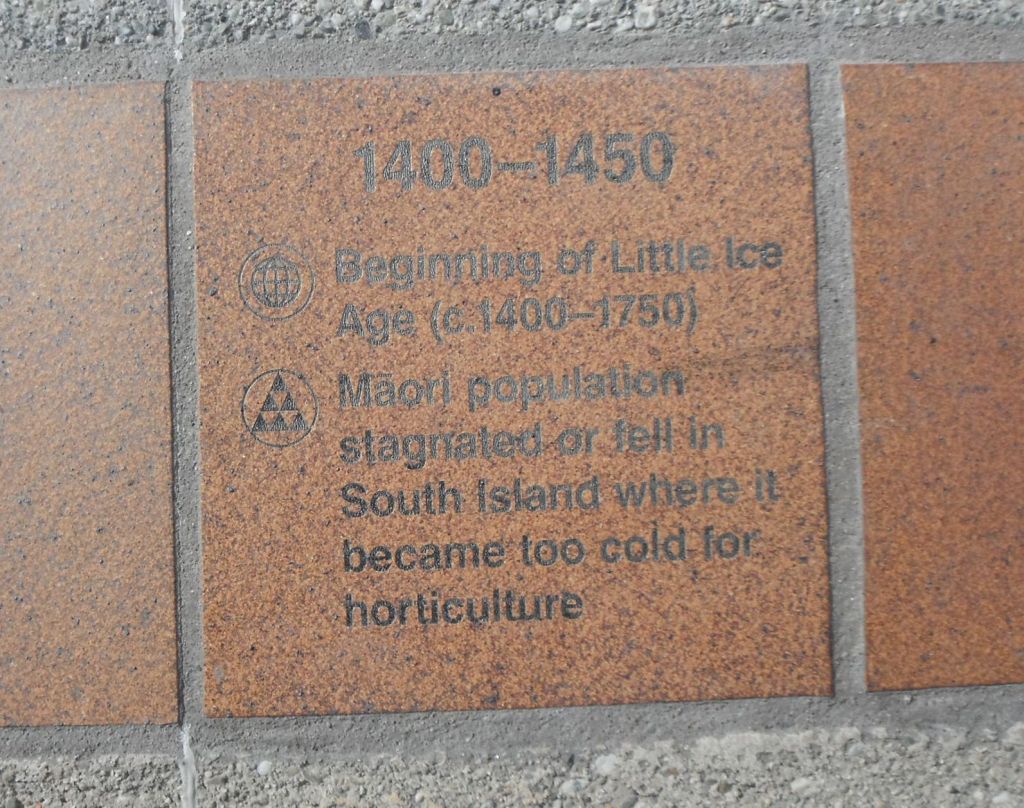 1400–1450
Beginning of Little Ice
Age (c.1400–1750)
Māori population
stagnated or fell in
South Island where it
became too cold for
horticulture